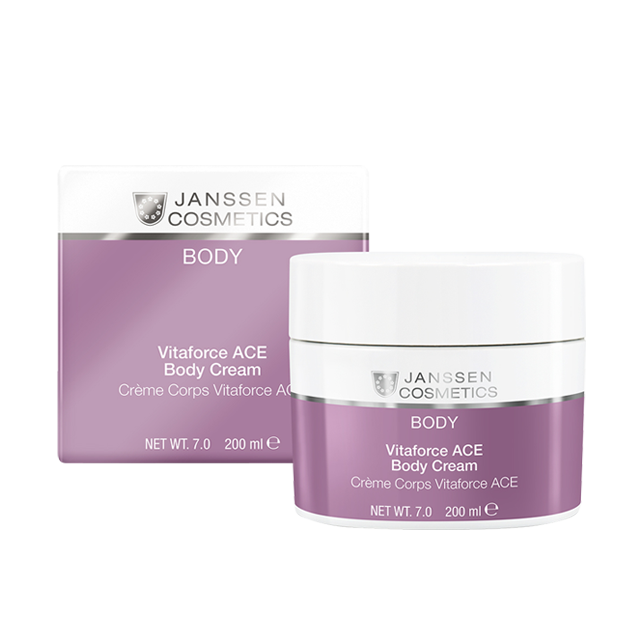 JANSSEN
COSMETICS
BODY
Vitaforce ACE
Body Cream
Crème Corps Vitaforce
NET WT. 7.0 200 ml ℮
JANSSEN
COSMETICS
BODY
Vitaforce ACE
Body Cream
Crème Corps Vitaforce ACE
NET WT. 7.0 200 ml ℮